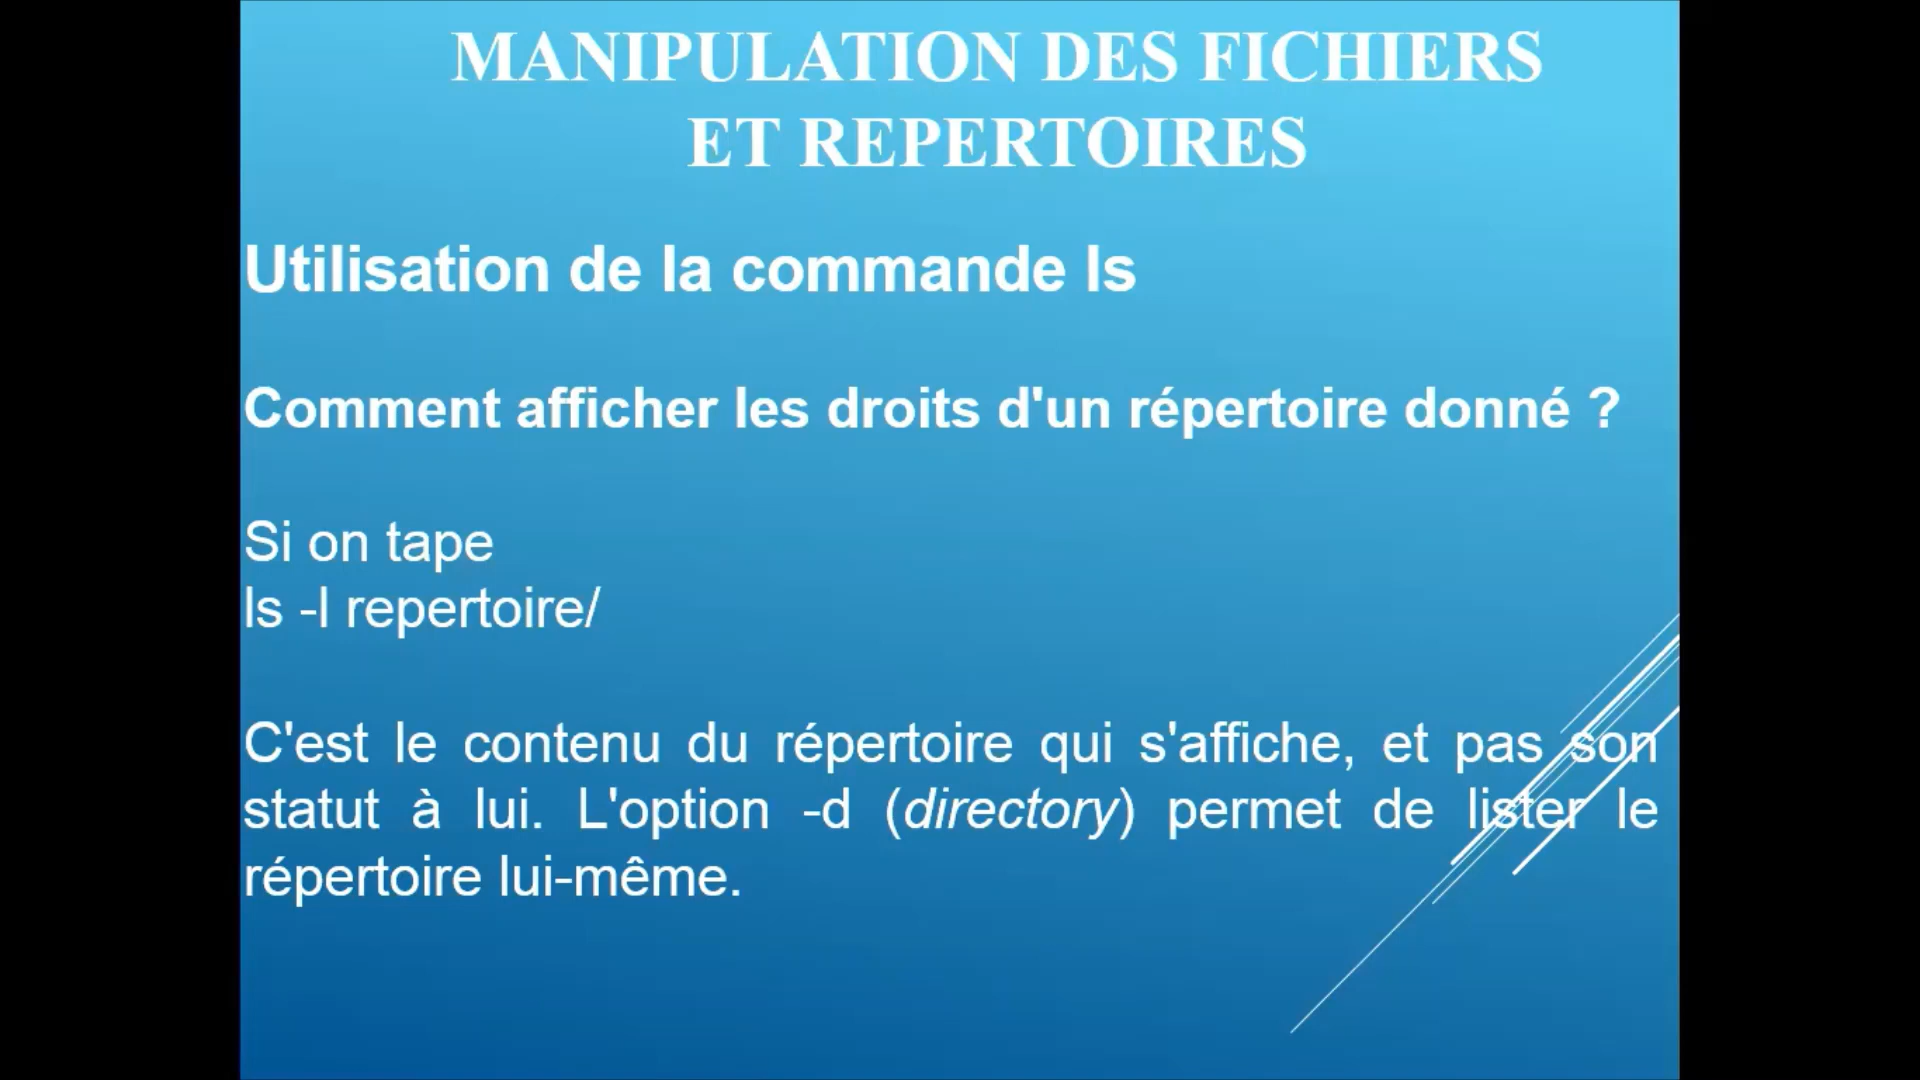 MANIPULATION DES FICHIERS
ET REPERTOIRES
Utilisation de la commande ls
Comment afficher les droits d'un répertoire donné ?
Si on tape
ls -l repertoire/
C'est le contenu du répertoire qui s'affiche, et pas son
statut à lui. L'option -d (directory) permet de lister le
répertoire lui-même.